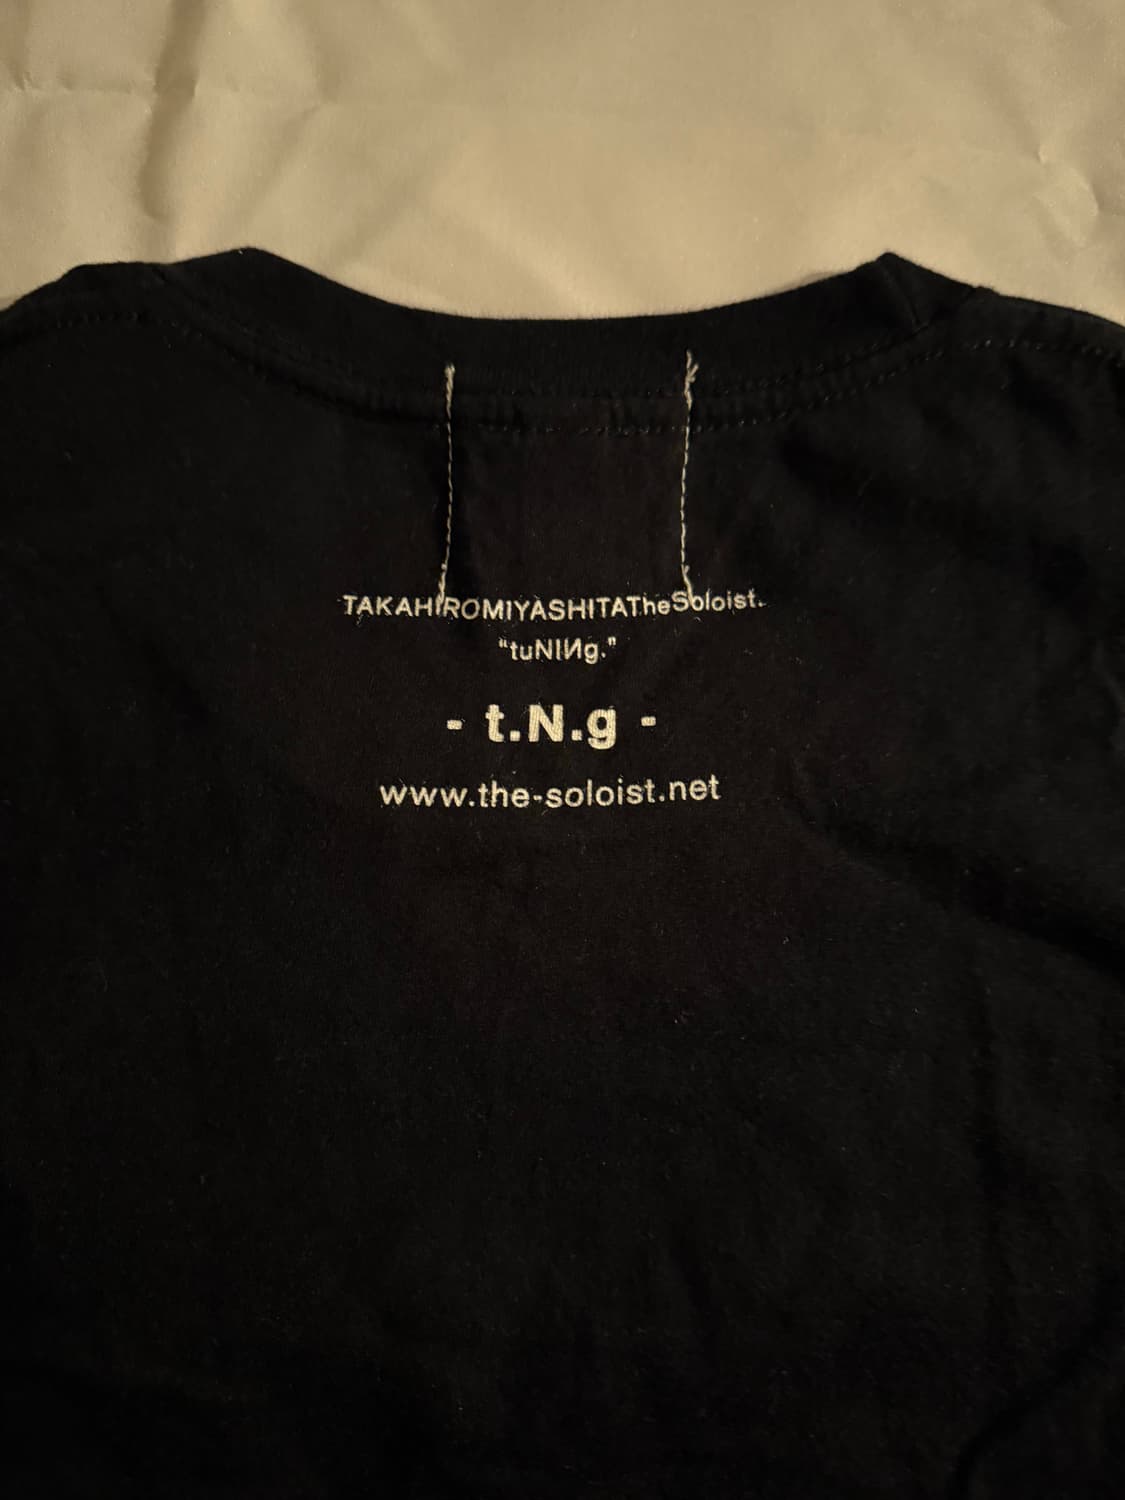 TAKAHIROMIYASHITATheSoloist.
"tuNIИg."
- t.N.g -
www.the-soloist.net